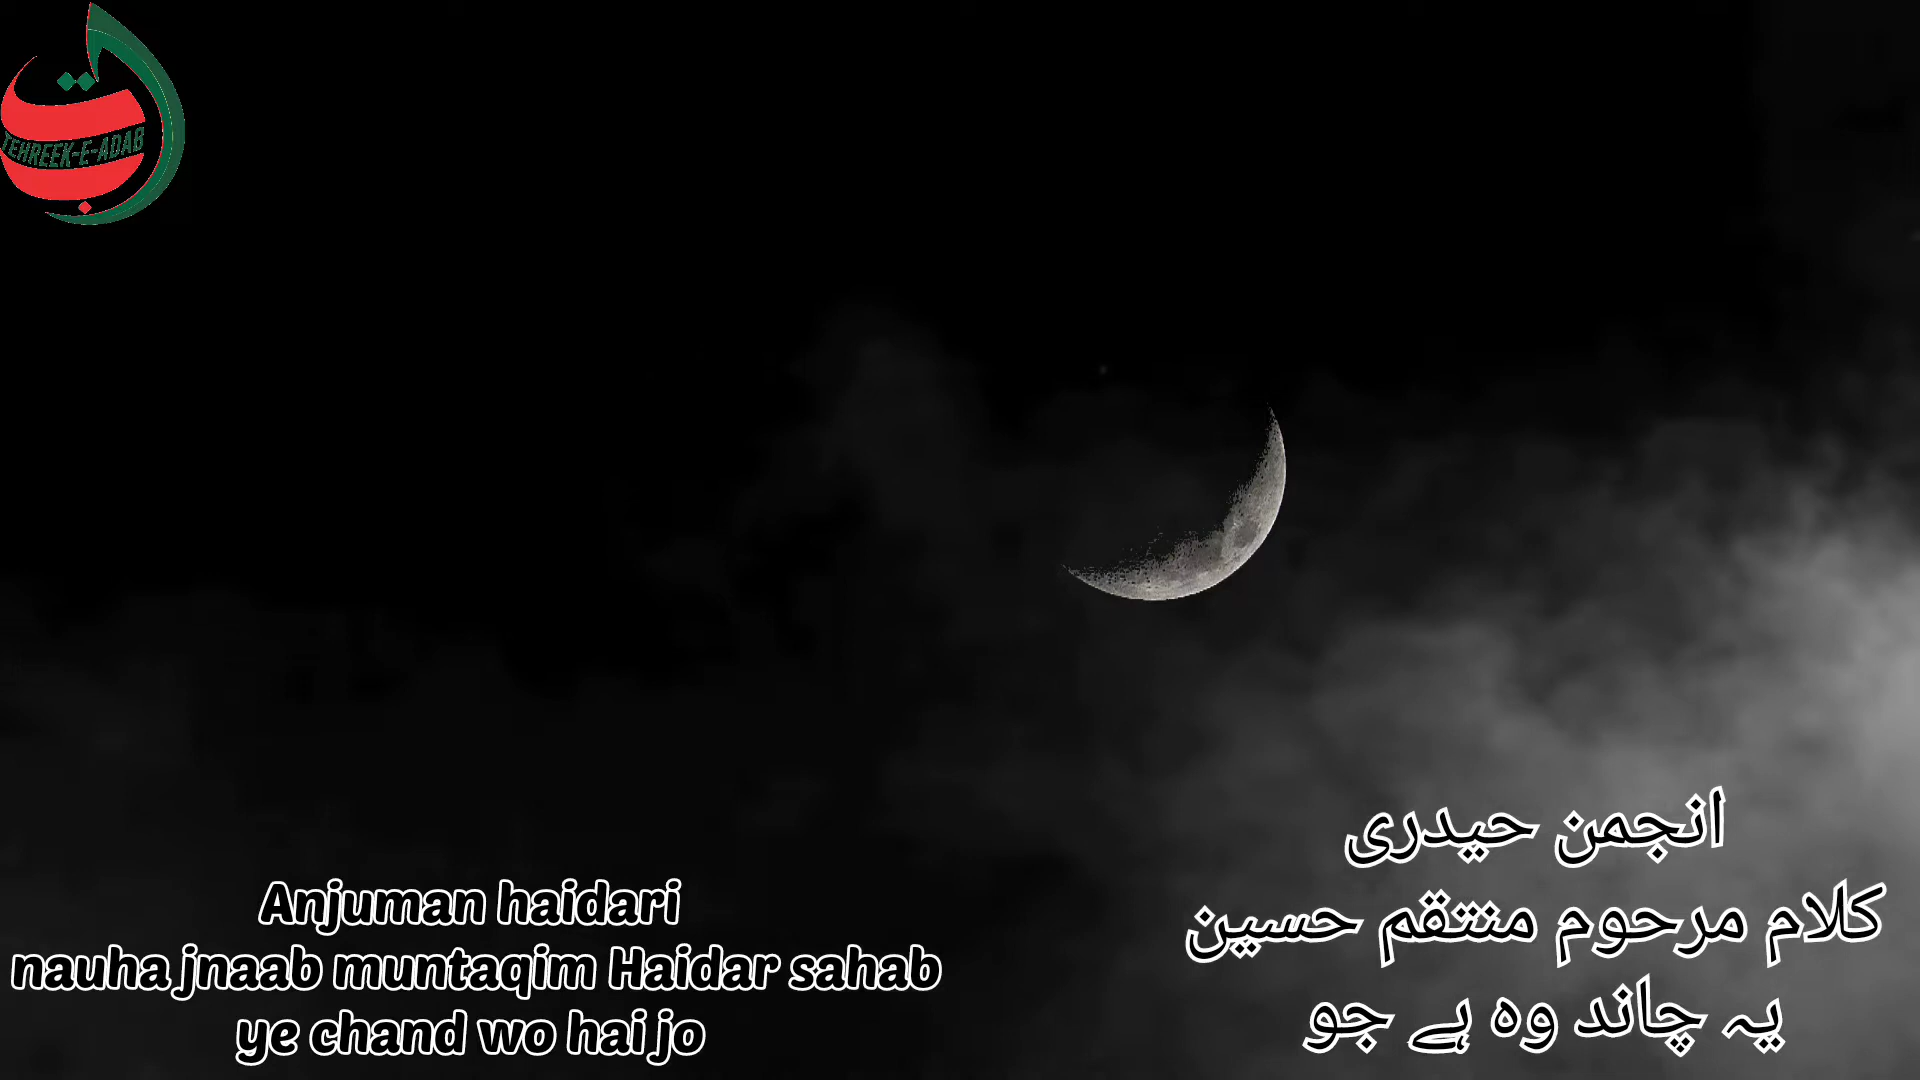 TEHREEK-E-ADAB
Anjuman haidari
nauha jnaab muntaqim Haidar sahab
ye chand wo hai jo
انجمن حیدری
کلام مرحوم منتقم حسین
یہ چاند وہ ہے جو